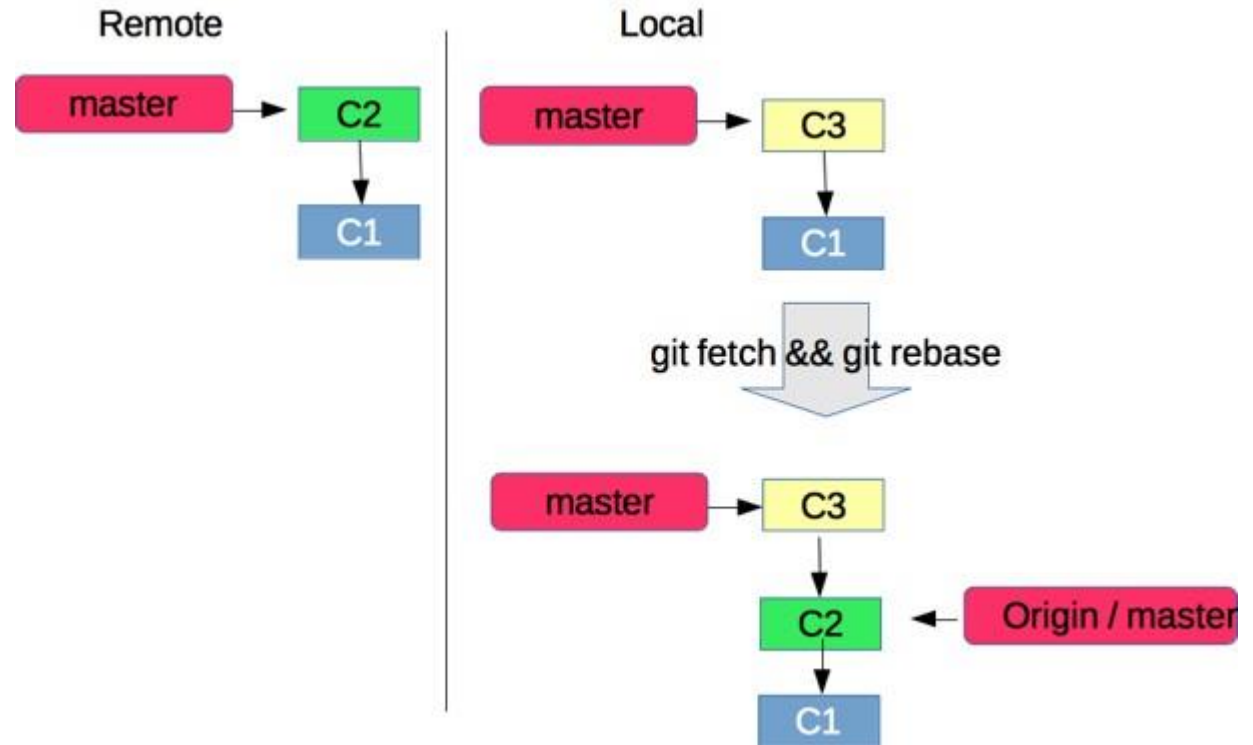 Remote
master
C2
C1
Local
master
C3
C1
git fetch && git rebase
master
C3
C2
Origin / master
C1